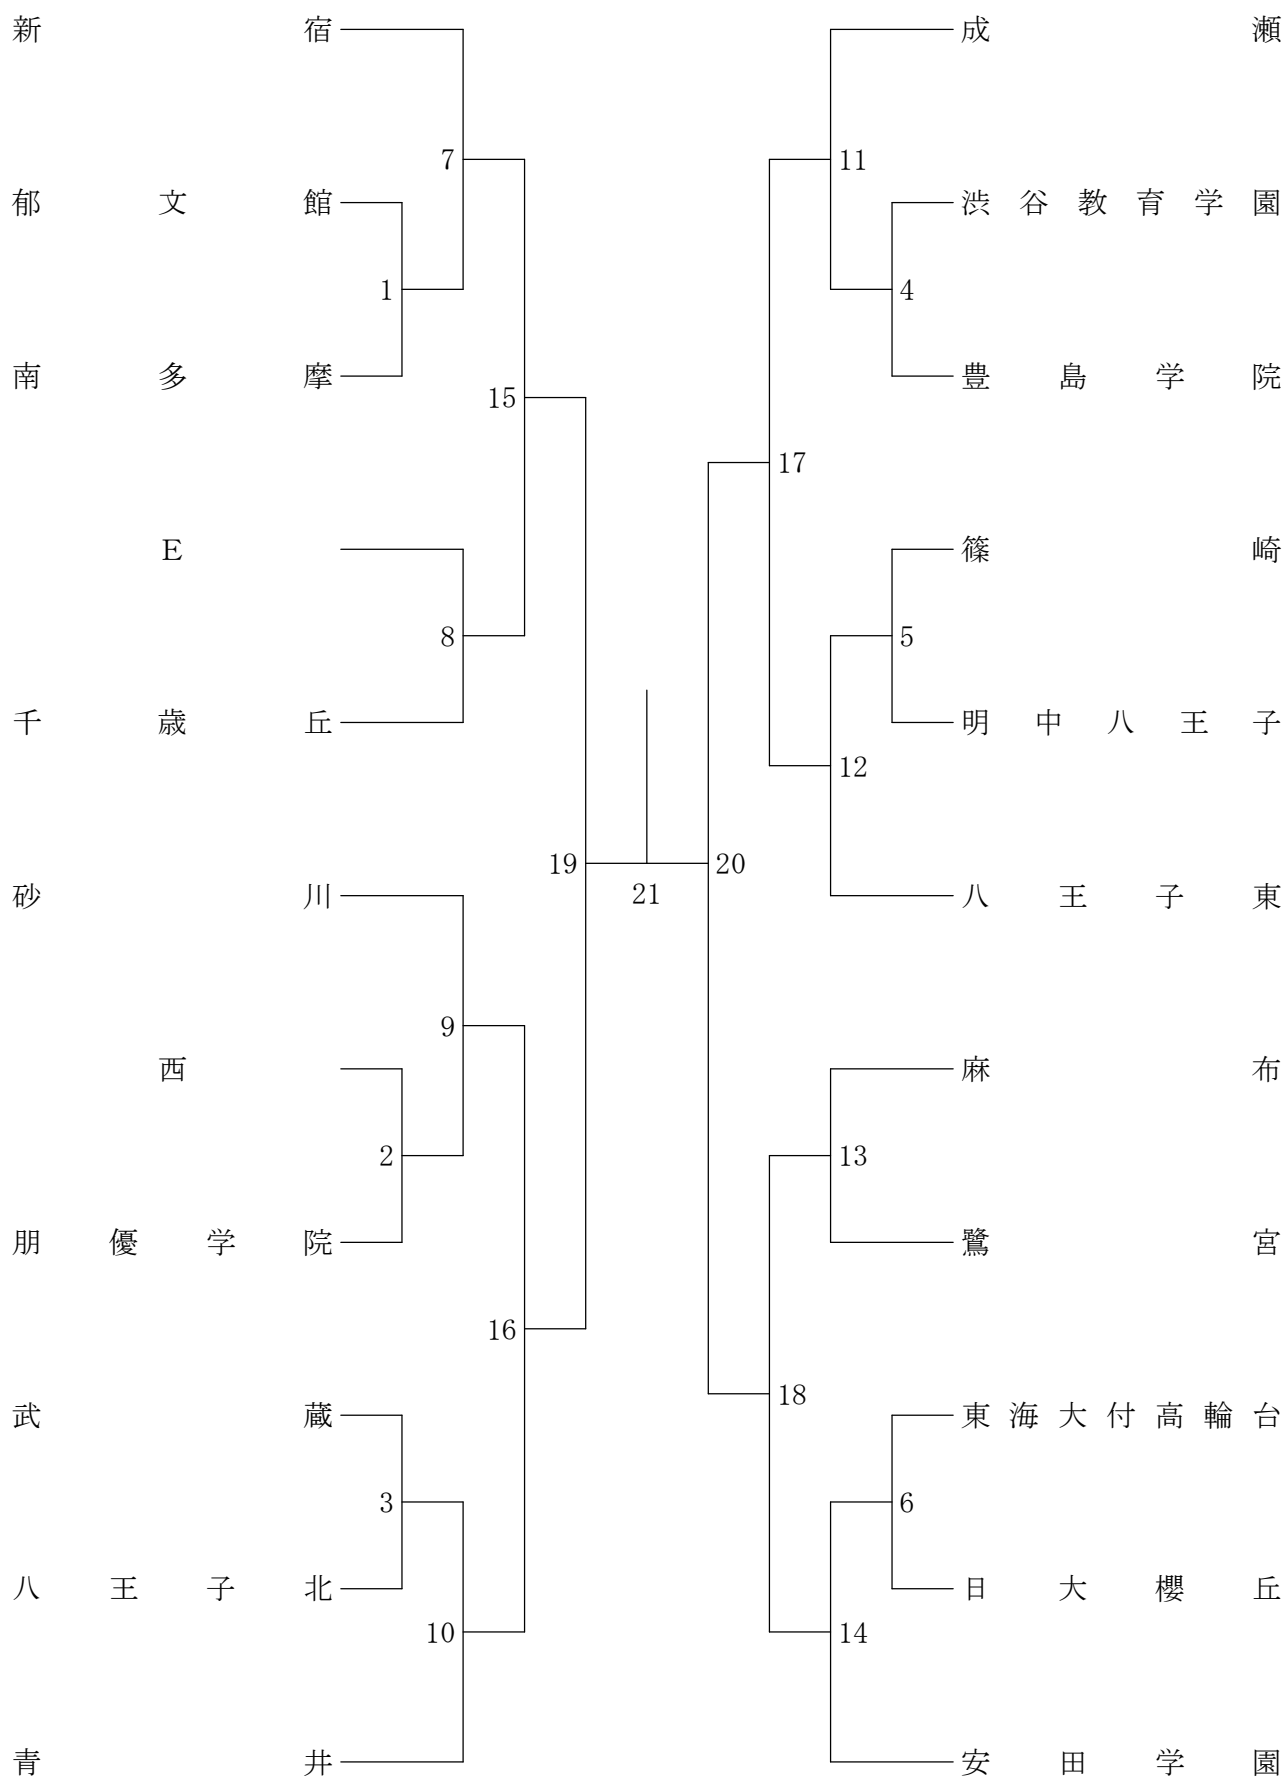 新宿
郁文館
南多摩
E
千歳丘
砂川
西
朋優学院
武蔵
八王子北
青井
7
1
15
8
9
2
16
3
10
19
21
20
成瀬
渋谷教育学園
豊島学院
篠崎
明中八王子
八王子東
麻布
鷺宮
東海大付高輪台
日大櫻丘
安田学園
11
4
17
5
12
13
18
6
14